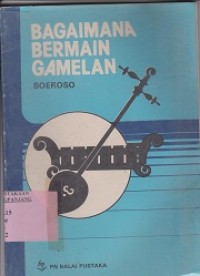 BAGAIMANA
BERMAIN
GAMELAN
SOEROSO
PN BALAI PUSTAKA